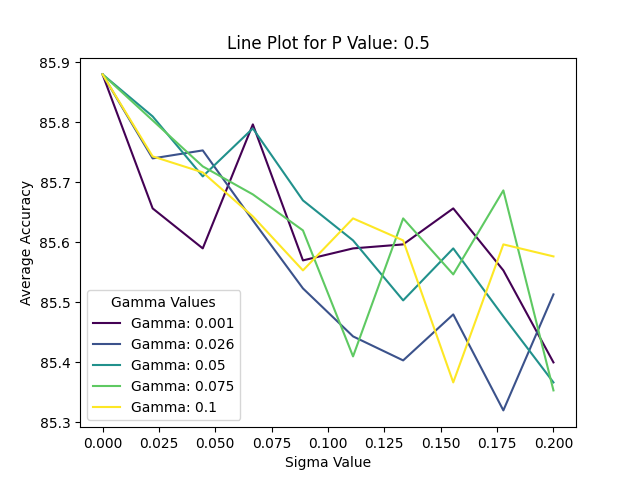 Line Plot for P Value: 0.5
Average Accuracy
85.9
85.8
85.7
85.6
85.5
85.4
85.3
Gamma Values
Gamma: 0.001
Gamma: 0.026
Gamma: 0.05
Gamma: 0.075
Gamma: 0.1
0.000 0.025 0.050 0.075 0.100 0.125 0.150 0.175 0.200
Sigma Value